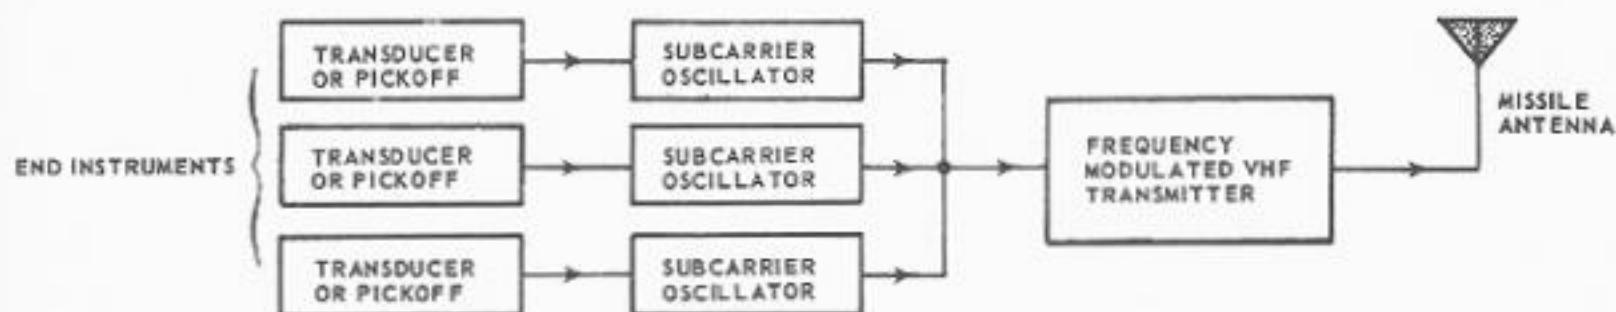 END INSTRUMENTS
TRANSDUCER
OR PICKOFF
SUBCARRIER
OSCILLATOR
TRANSDUCER
OR PICKOFF
SUBCARRIER
OSCILLATOR
TRANSDUCER
OR PICKOFF
SUBCARRIER
OSCILLATOR
FREQUENCY
MODULATED VHF
TRANSMITTER
MISSILE
ANTENNA